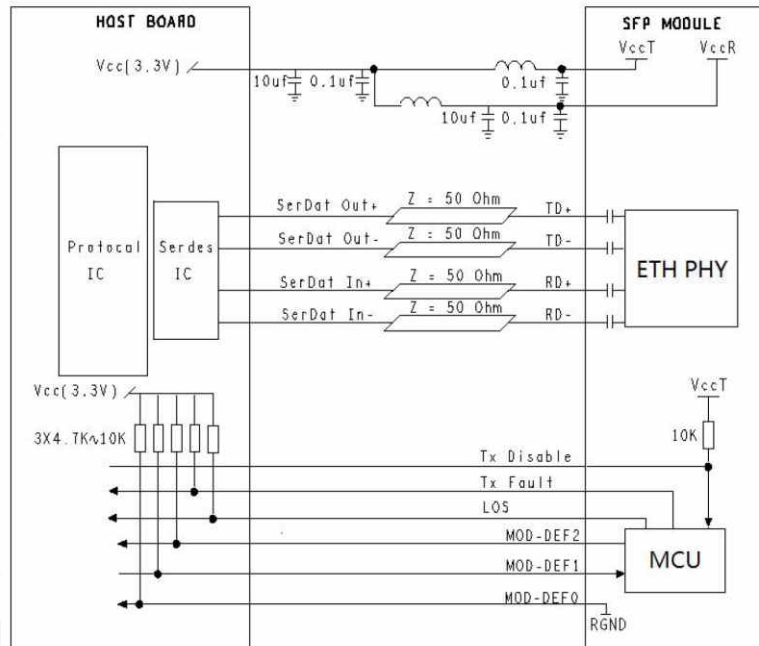 HOST BOARD
SFP MODULE
VccT
VccR
Vcc(3.3V)
10uf
0.1uf
0.1uf
10uf
0.1uf
SerDat Out+
Z = 50 Ohm
TD+
SerDat Out-
Z = 50 Ohm
TD-
Protocal
IC
Serdes
IC
ETH PHY
SerDat In+
Z = 50 Ohm
RD+
SerDat In-
Z = 50 Ohm
RD-
Vcc(3.3V)
VccT
3X4.7K∿10K
10K
Tx Disable
Tx Fault
LOS
MOD-DEF2
MCU
MOD-DEF1
MOD-DEF0
RGND